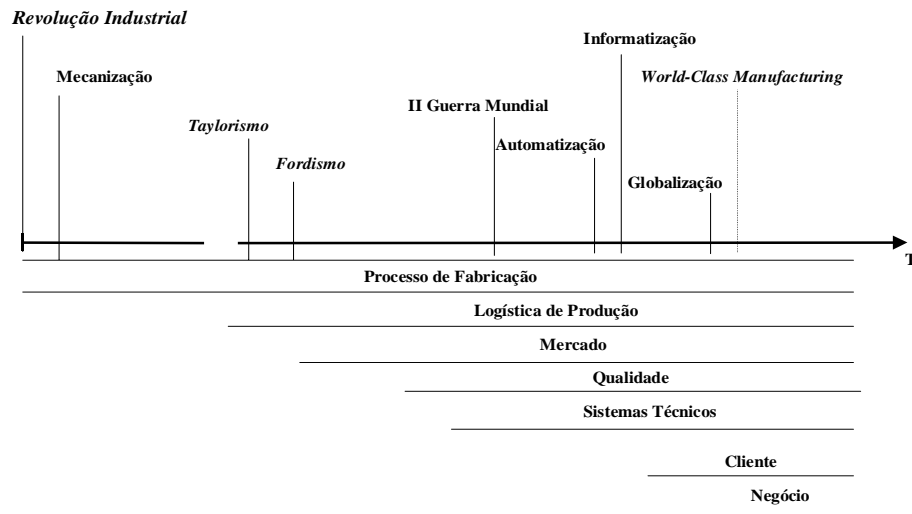 Revolução Industrial
Informatização
Mecanização
World-Class Manufacturing
II Guerra Mundial
Taylorismo
Automatização
Fordismo
Globalização
T
Processo de Fabricação
Logística de Produção
Mercado
Qualidade
Sistemas Técnicos
Cliente
Negócio